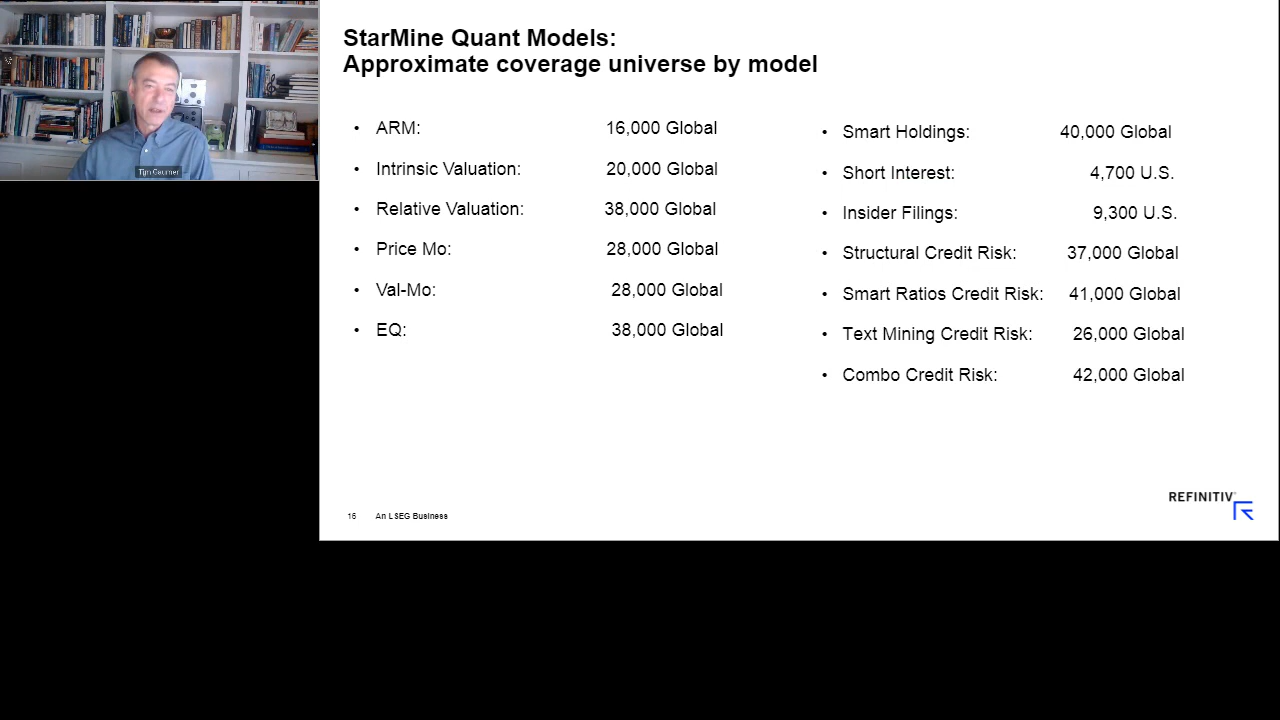 StarMine Quant Models:
Approximate coverage universe by model
• ARM: 16,000 Global
• Intrinsic Valuation: 20,000 Global
• Relative Valuation: 38,000 Global
• Price Mo: 28,000 Global
• Val-Mo: 28,000 Global
• EQ: 38,000 Global
• Smart Holdings: 40,000 Global
• Short Interest: 4,700 U.S.
• Insider Filings: 9,300 U.S.
• Structural Credit Risk: 37,000 Global
• Smart Ratios Credit Risk: 41,000 Global
• Text Mining Credit Risk: 26,000 Global
• Combo Credit Risk: 42,000 Global
Tim Gaumer
REFINITIV
16 An LSEG Business